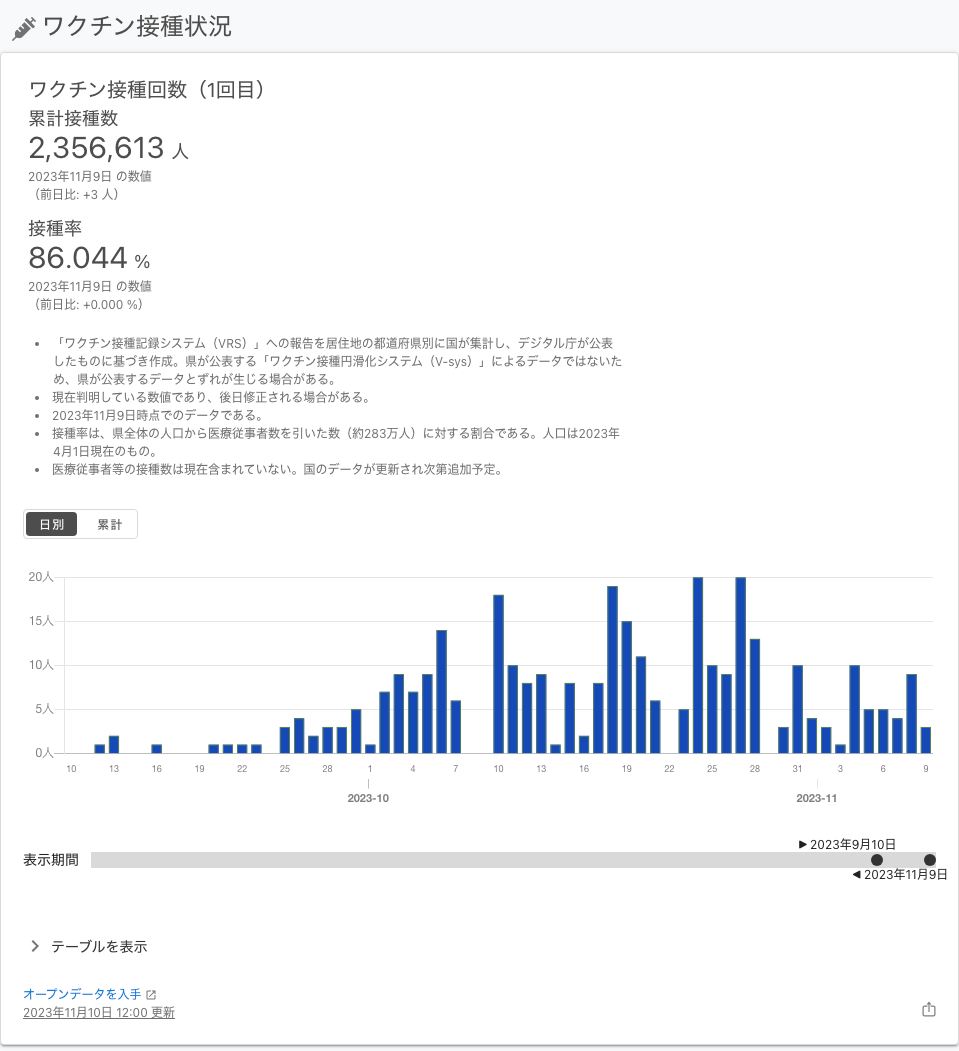 ワクチン接種状況
ワクチン接種回数（1回目）
累計接種数
2,356,613 人
2023年11月9日 の数値
（前日比: +3 人）
接種率
86.044 %
2023年11月9日 の数値
（前日比: +0.000 %）
• 「ワクチン接種記録システム（VRS）」への報告を居住地の都道府県別に国が集計し、デジタル庁が公表
したものに基づき作成。県が公表する「ワクチン接種円滑化システム（V-sys）」によるデータではないた
め、県が公表するデータとずれが生じる場合がある。
• 現在判明している数値であり、後日修正される場合がある。
• 2023年11月9日時点でのデータである。
• 接種率は、県全体の人口から医療従事者数を引いた数（約283万人）に対する割合である。人口は2023年
4月1日現在のもの。
• 医療従事者等の接種数は現在含まれていない。国のデータが更新され次第追加予定。
日別 累計
20人
15人
10人
5人
0人
10 13 16 19 22 25 28 1 4 7 10 13 16 19 22 25 28 31 3 6 9
2023-10 2023-11
▶ 2023年9月10日
表示期間
◀ 2023年11月9日
テーブルを表示
オープンデータを入手
2023年11月10日 12:00 更新